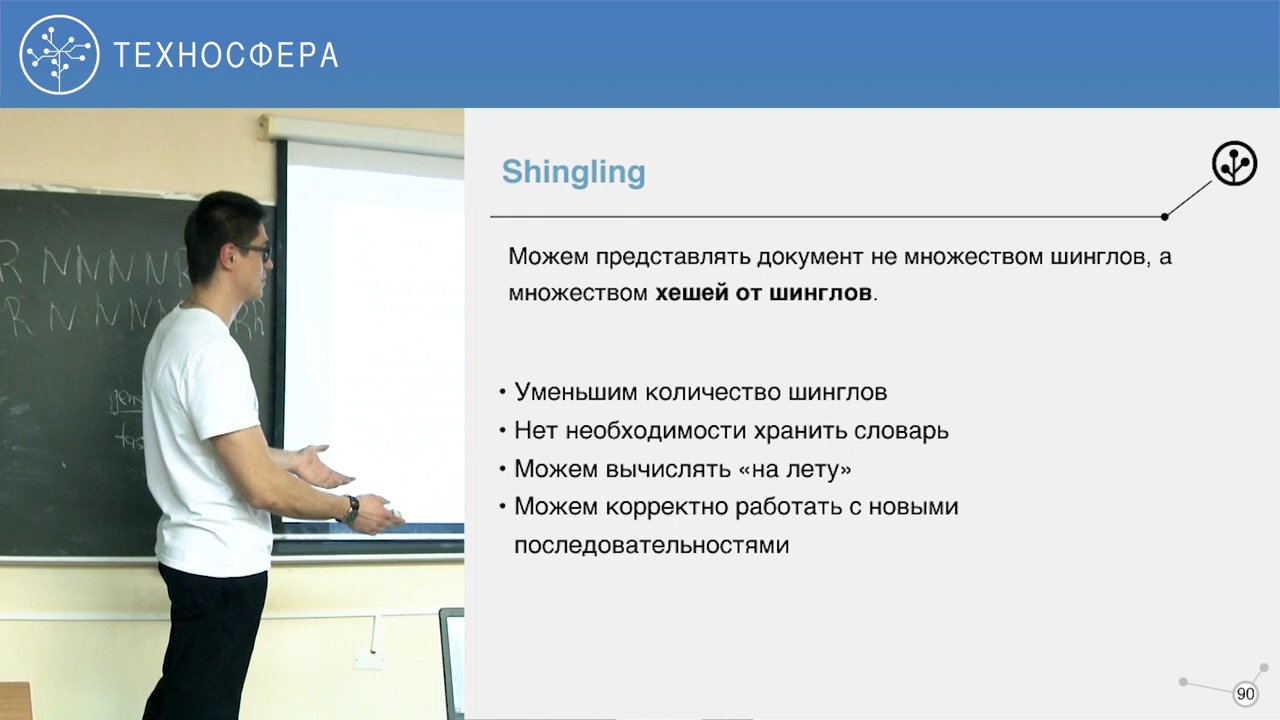 ТЕХНОСФЕРА
Shingling
Можем представлять документ не множеством шинглов, а
множеством хешей от шинглов.
• Уменьшим количество шинглов
• Нет необходимости хранить словарь
• Можем вычислять «на лету»
• Можем корректно работать с новыми
последовательностями
90